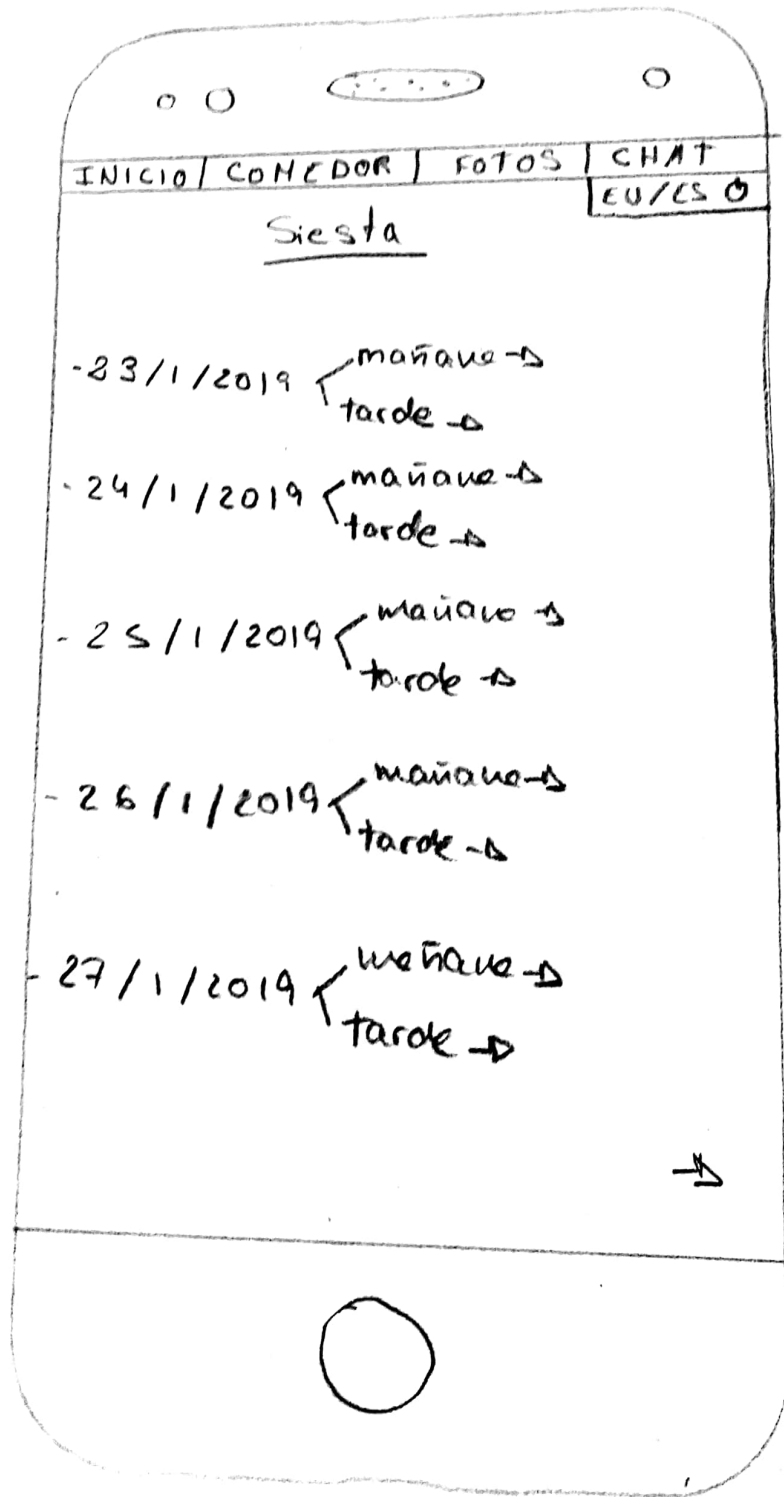 INICIO | COMEDOR | FOTOS | CHAT
EU/ES
Siesta
-23/1/2019
mañana
tarde
-24/1/2019
mañana
tarde
-25/1/2019
mañana
tarde
-26/1/2019
mañana
tarde
-27/1/2019
mañana
tarde